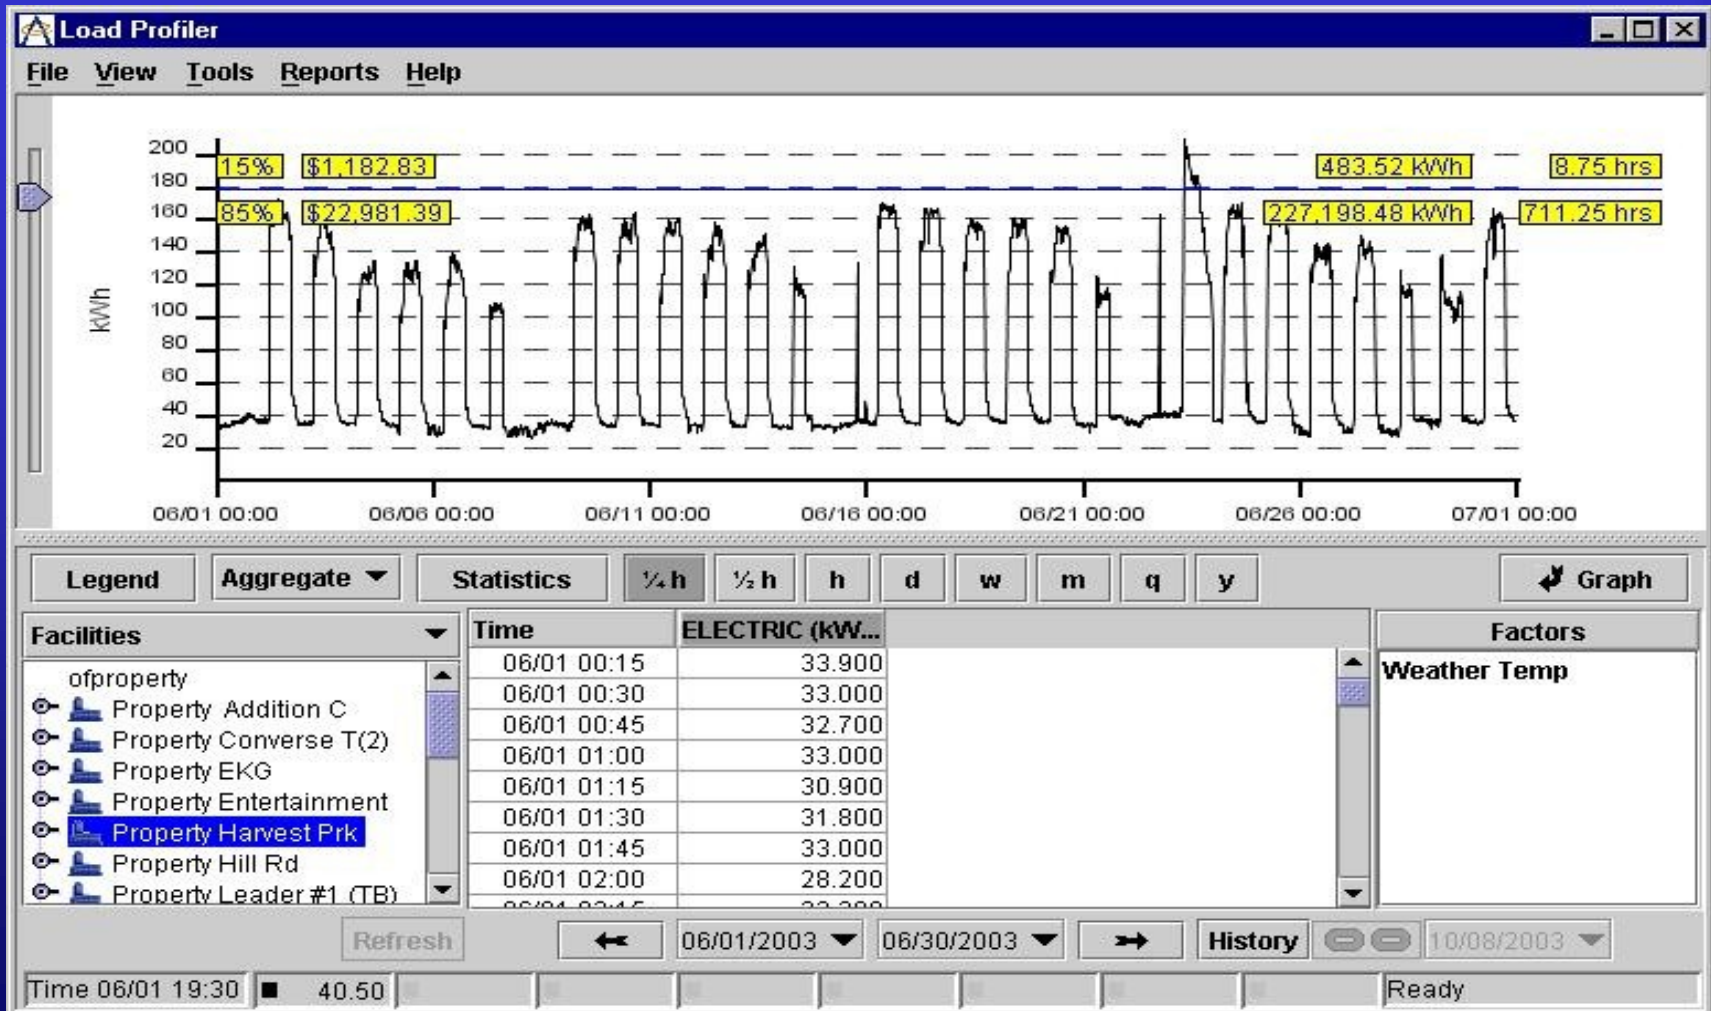 Load Profiler
File View Tools Reports Help
200
180
160
140
120
100
80
60
40
20
kWh
15% $1,182.83 483.52 kWh 8.75 hrs
85% $22,981.39 227,198.48 kWh 711.25 hrs
06/01 00:00 06/06 00:00 06/11 00:00 06/16 00:00 06/21 00:00 06/26 00:00 07/01 00:00
Legend Aggregate Statistics ¼ h ½ h h d w m q y Graph
Facilities
ofproperty
Property Addition C
Property Converse T(2)
Property EKG
Property Entertainment
Property Harvest Prk
Property Hill Rd
Property Leader #1 (TB)
Time ELECTRIC (kW...
06/01 00:15 33.900
06/01 00:30 33.000
06/01 00:45 32.700
06/01 01:00 33.000
06/01 01:15 30.900
06/01 01:30 31.800
06/01 01:45 33.000
06/01 02:00 28.200
Factors
Weather Temp
Refresh 06/01/2003 06/30/2003 History 10/08/2003
Time 06/01 19:30 40.50 Ready